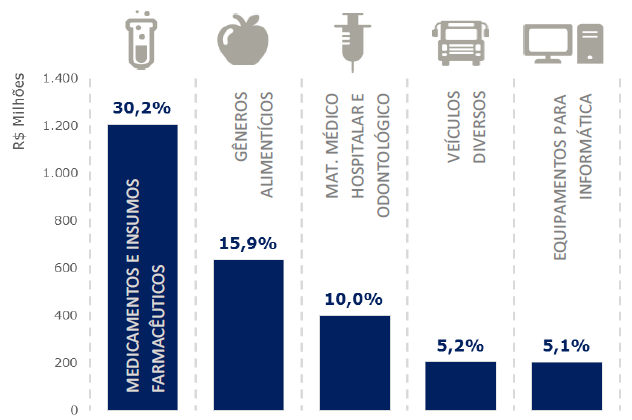 R$ Milhões
1.400
1.200
1.000
800
600
400
200
0
30,2%
MEDICAMENTOS E INSUMOS
FARMACÊUTICOS
GÊNEROS
ALIMENTÍCIOS
15,9%
MAT. MÉDICO
HOSPITALAR E
ODONTOLÓGICO
10,0%
VEÍCULOS
DIVERSOS
5,2%
EQUIPAMENTOS PARA
INFORMÁTICA
5,1%